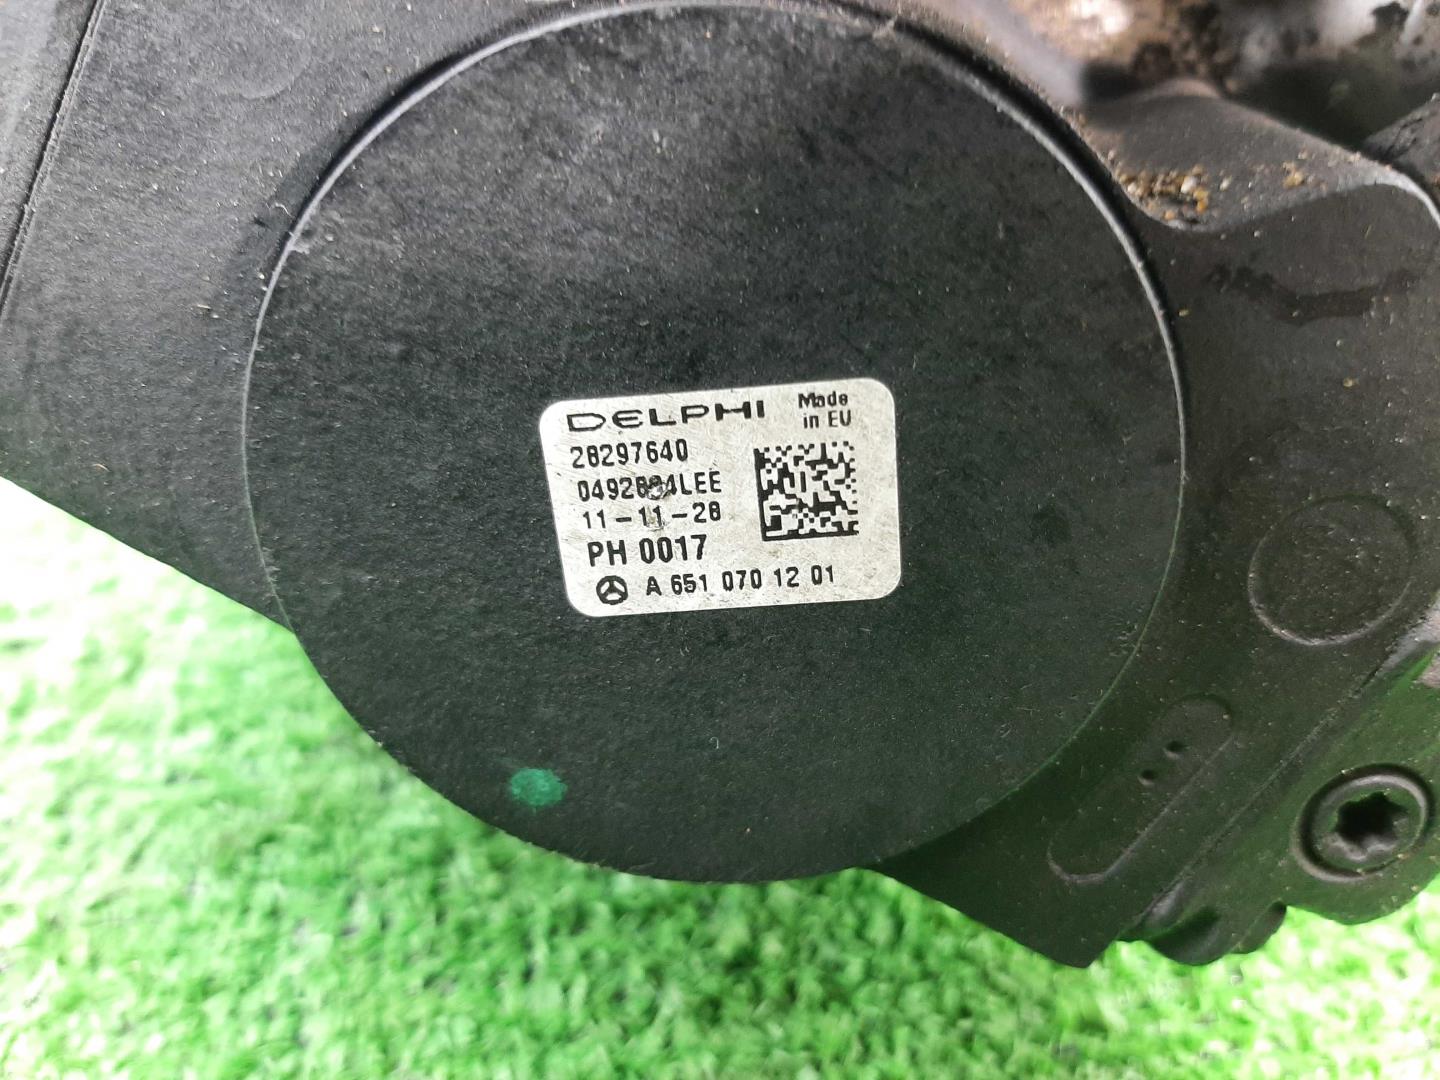 DELPHI
Made
in EU
28297640
11-11-28
PH 0017
A 651 070 12 01